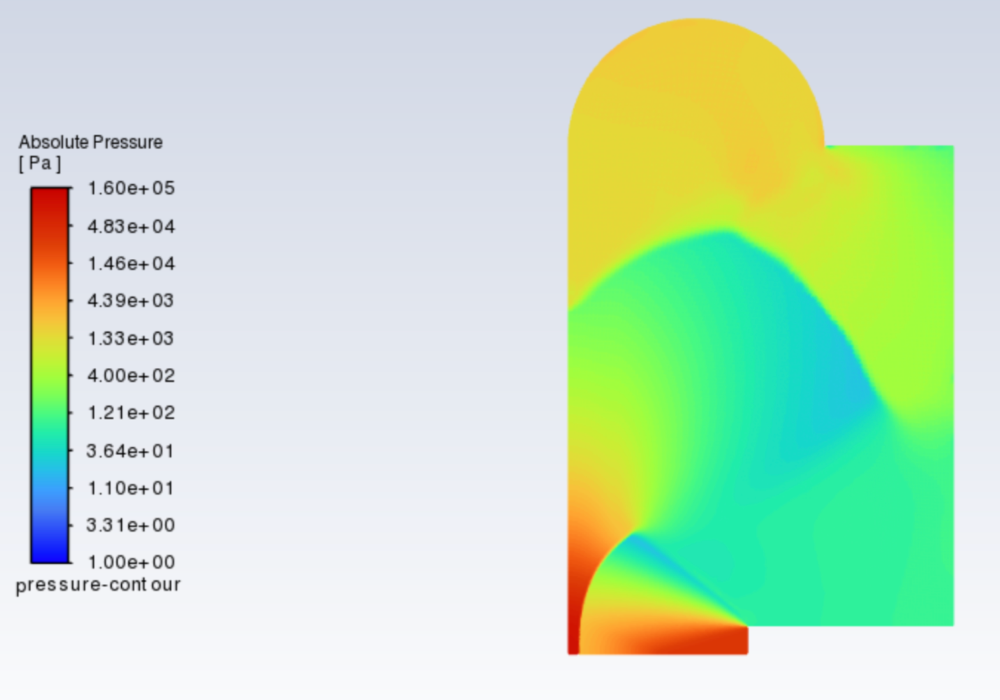 Absolute Pressure
[ Pa ]
1.60e+05
4.83e+04
1.46e+04
4.39e+03
1.33e+03
4.00e+02
1.21e+02
3.64e+01
1.10e+01
3.31e+00
1.00e+00
pressure-contour